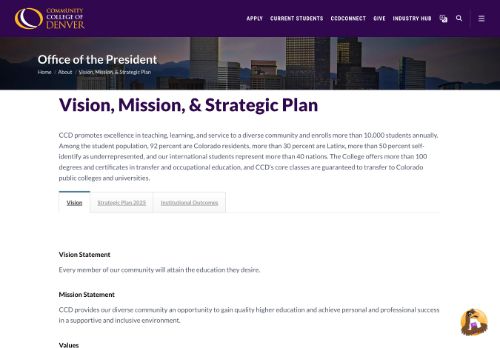 COMMUNITY
COLLEGE OF
DENVER
APPLY CURRENT STUDENTS CCDCONNECT GIVE INDUSTRY HUB
Office of the President
Home / About / Vision, Mission, & Strategic Plan
Vision, Mission, & Strategic Plan
CCD promotes excellence in teaching, learning, and service to a diverse community and enrolls more than 10,000 students annually.
Among the student population, 92 percent are Colorado residents, more than 30 percent are Latinx, more than 50 percent self-
identify as underrepresented, and our international students represent more than 40 nations. The College offers more than 100
degrees and certificates in transfer and occupational education, and CCD's core classes are guaranteed to transfer to Colorado
public colleges and universities.
Vision Strategic Plan 2025 Institutional Outcomes
Vision Statement
Every member of our community will attain the education they desire.
Mission Statement
CCD provides our diverse community an opportunity to gain quality higher education and achieve personal and professional success
in a supportive and inclusive environment.
Values